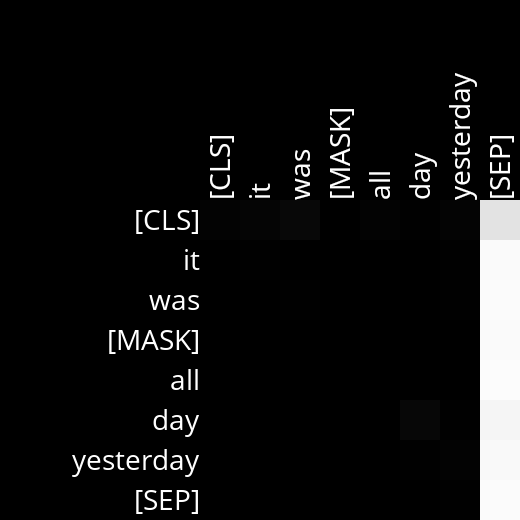 [CLS] it was [MASK] all day yesterday [SEP]
[CLS]
it
was
[MASK]
all
day
yesterday
[SEP]